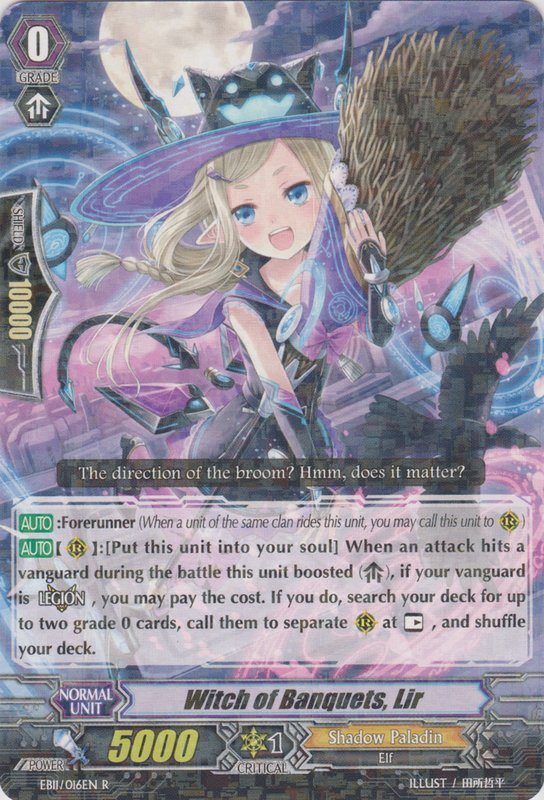 0
GRADE
SHIELD
10000
The direction of the broom? Hmm, does it matter?
AUTO :Forerunner (When a unit of the same clan rides this unit, you may call this unit to R)
AUTO【 R 】:[Put this unit into your soul] When an attack hits a
vanguard during the battle this unit boosted ( ), if your vanguard
is LEGION , you may pay the cost. If you do, search your deck for up
to two grade 0 cards, call them to separate R at , and shuffle
your deck.
NORMAL
UNIT
Witch of Banquets, Lir
POWER
5000
1
CRITICAL
Shadow Paladin
Elf
EB11/016EN R
ILLUST / 田所哲平